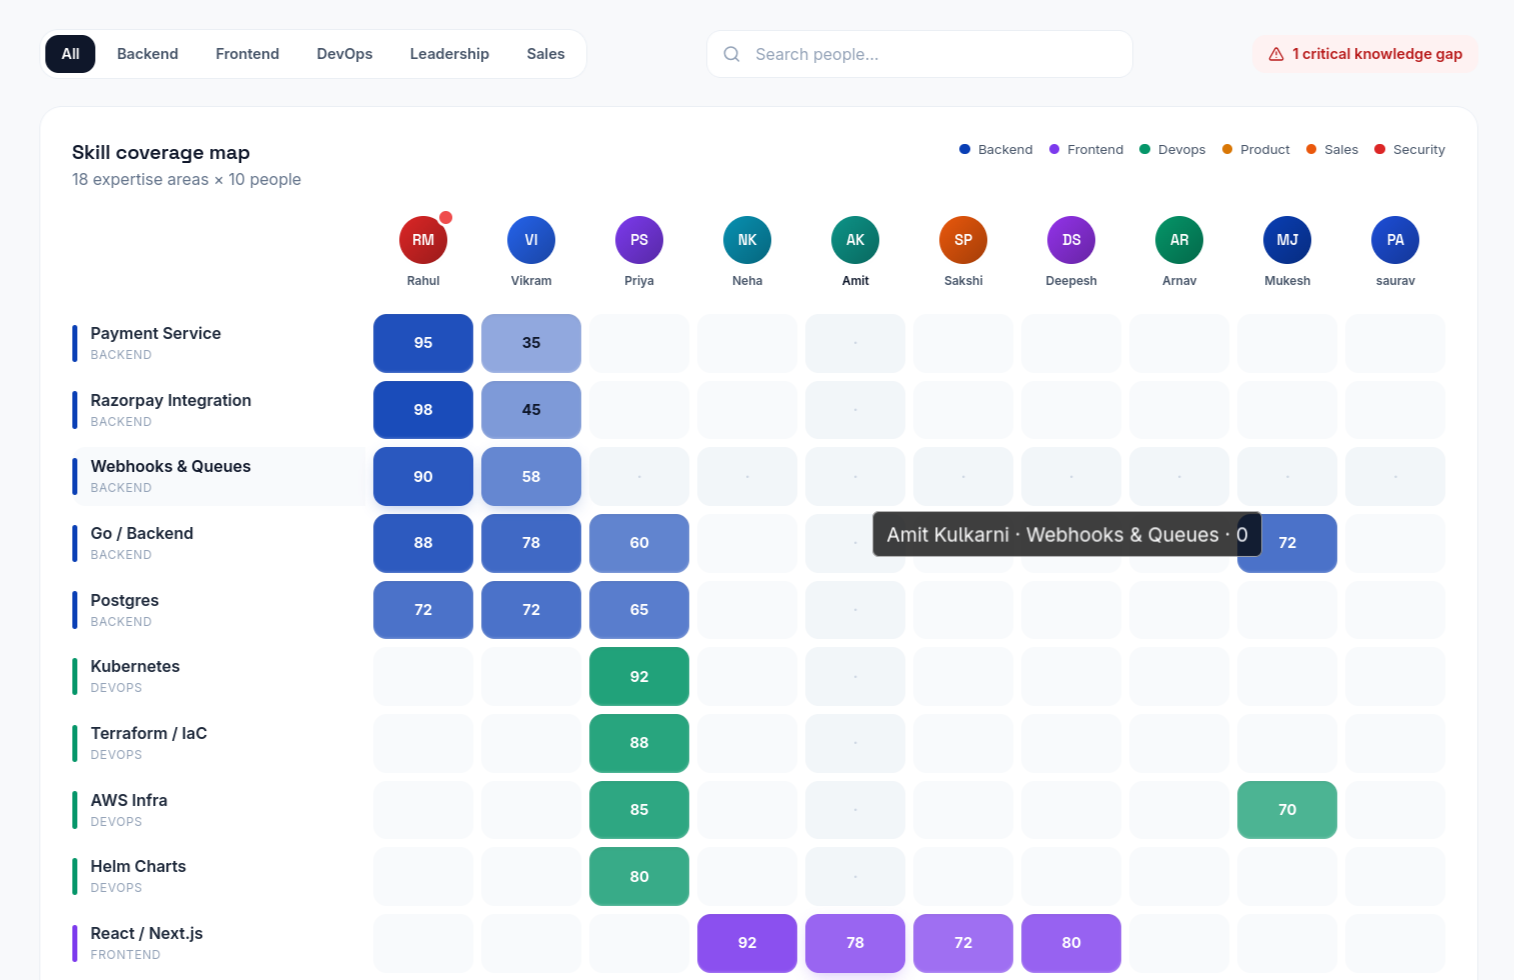 All Backend Frontend DevOps Leadership Sales
Search people...
1 critical knowledge gap
Skill coverage map
18 expertise areas × 10 people
Backend Frontend Devops Product Sales Security
RM VI PS NK AK SP DS AR MJ PA
Rahul Vikram Priya Neha Amit Sakshi Deepesh Arnav Mukesh saurav
Payment Service
BACKEND
95 35 ·
Razorpay Integration
BACKEND
98 45 ·
Webhooks & Queues
BACKEND
90 58 · · · · · · · ·
Amit Kulkarni · Webhooks & Queues · 0
Go / Backend
BACKEND
88 78 60 · 72
Postgres
BACKEND
72 72 65 ·
Kubernetes
DEVOPS
92 ·
Terraform / IaC
DEVOPS
88 ·
AWS Infra
DEVOPS
85 · 70
Helm Charts
DEVOPS
80 ·
React / Next.js
FRONTEND
92 78 72 80